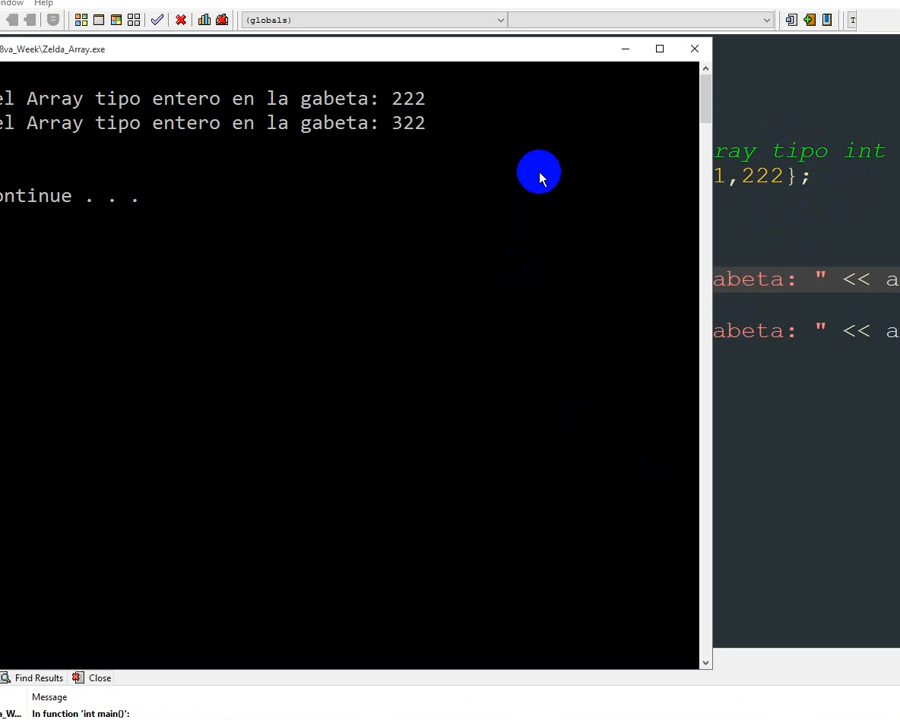 Window Help
(globals)
8va_Week\Zelda_Array.exe
el Array tipo entero en la gabeta: 222
el Array tipo entero en la gabeta: 322
ontinue . . .
ray tipo int
1,222};
abeta: " << a
abeta: " << a
Find Results Close
Message
a_W... In function 'int main()':